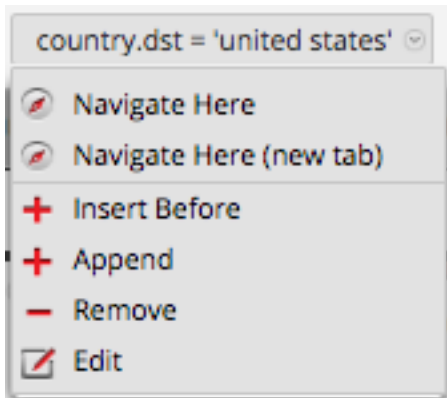 country.dst = 'united states'
Navigate Here
Navigate Here (new tab)
Insert Before
Append
Remove
Edit